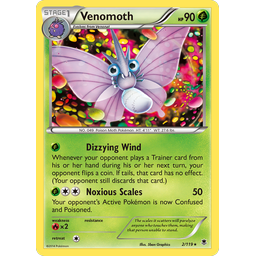 STAGE 1
Venomoth
HP 90
Evolves from Venonat
NO. 049 Poison Moth Pokémon HT: 4'11" WT: 27.6 lbs.
Dizzying Wind
Whenever your opponent plays a Trainer card from
his or her hand during his or her next turn, your
opponent flips a coin. If tails, that card has no effect.
(Your opponent still discards that card.)
Noxious Scales 50
Your opponent's Active Pokémon is now Confused
and Poisoned.
weakness
×2
resistance
retreat
The scales it scatters will paralyze
anyone who touches them, making
that person unable to stand.
Illus. 5ban Graphics
2/119